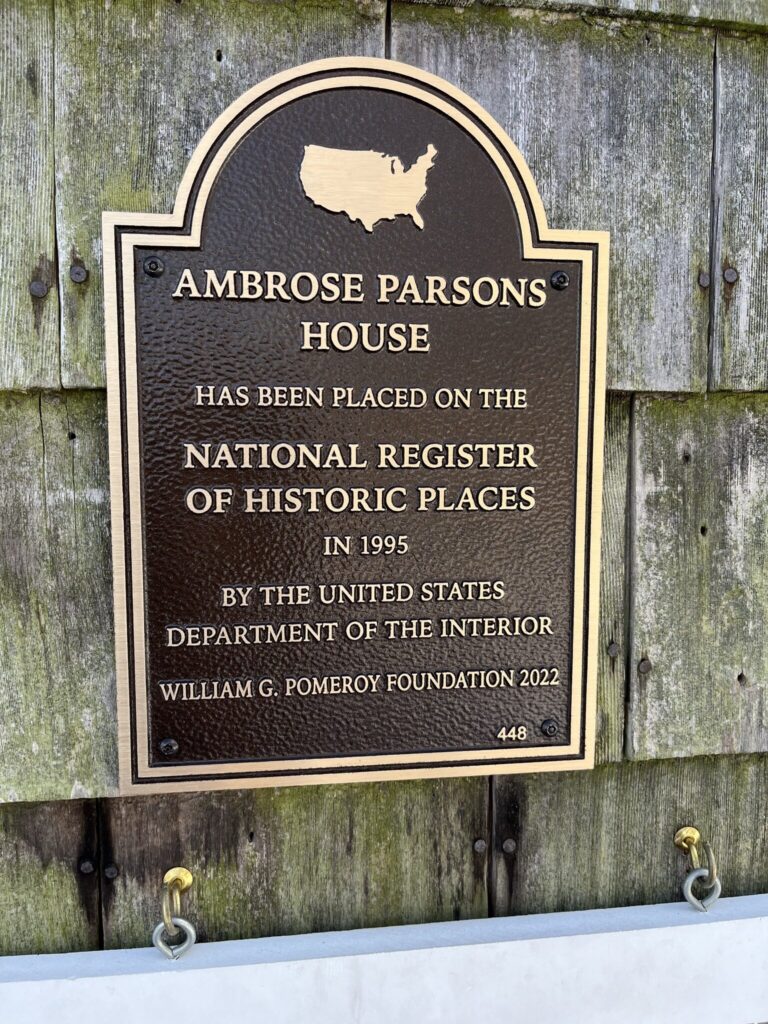 AMBROSE PARSONS
HOUSE
HAS BEEN PLACED ON THE
NATIONAL REGISTER
OF HISTORIC PLACES
IN 1995
BY THE UNITED STATES
DEPARTMENT OF THE INTERIOR
WILLIAM G. POMEROY FOUNDATION 2022
448